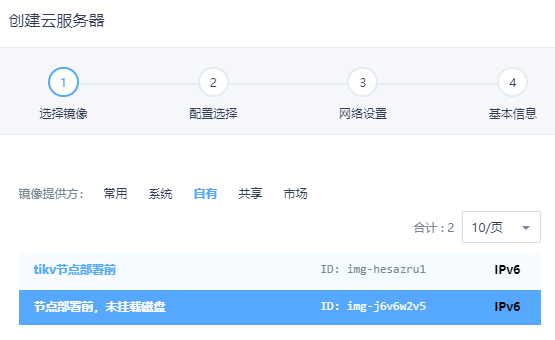 创建云服务器
1 2 3 4
选择镜像 配置选择 网络设置 基本信息
镜像提供方: 常用 系统 自有 共享 市场
合计 : 2 10/页
tikv节点部署前 ID: img-hesazru1 IPv6
节点部署前，未挂载磁盘 ID: img-j6v6w2v5 IPv6